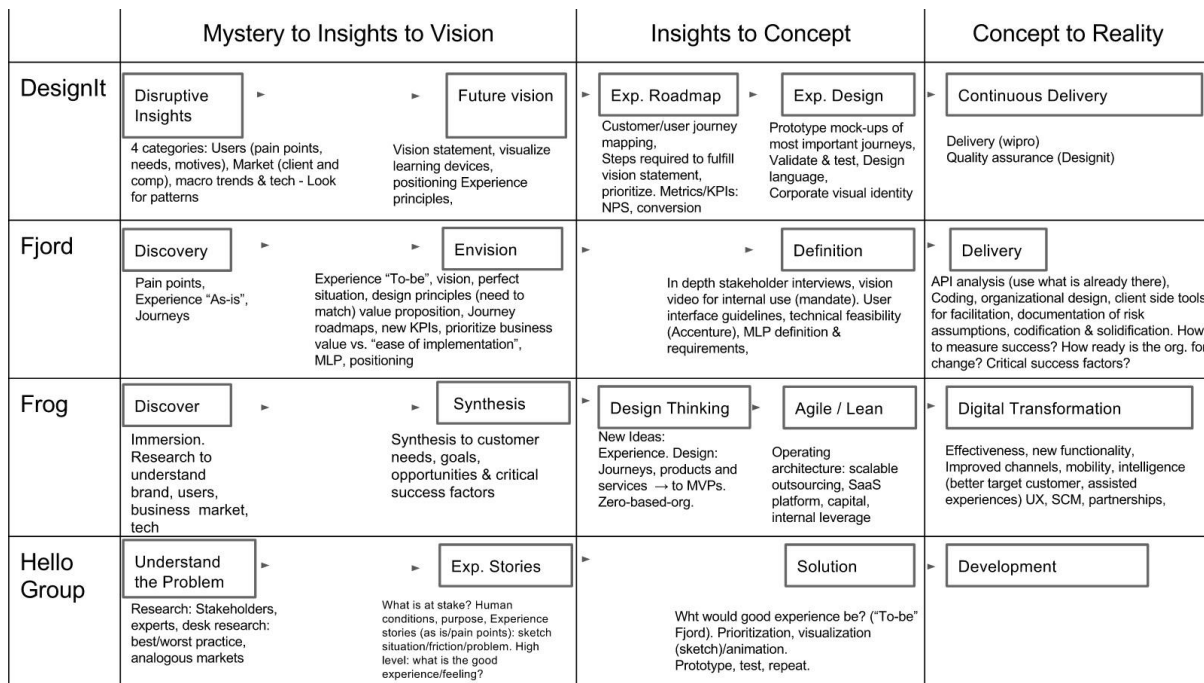 Mystery to Insights to Vision
Insights to Concept
Concept to Reality
DesignIt
Disruptive
Insights
4 categories: Users (pain points,
needs, motives), Market (client and
comp), macro trends & tech - Look
for patterns
Future vision
Vision statement, visualize
learning devices,
positioning Experience
principles,
Exp. Roadmap
Customer/user journey
mapping,
Steps required to fulfill
vision statement,
prioritize. Metrics/KPIs:
NPS, conversion
Exp. Design
Prototype mock-ups of
most important journeys,
Validate & test, Design
language,
Corporate visual identity
Continuous Delivery
Delivery (wipro)
Quality assurance (Designit)
Fjord
Discovery
Pain points,
Experience “As-is”,
Journeys
Envision
Experience “To-be”, vision, perfect
situation, design principles (need to
match) value proposition, Journey
roadmaps, new KPIs, prioritize business
value vs. “ease of implementation”,
MLP, positioning
Definition
In depth stakeholder interviews, vision
video for internal use (mandate). User
interface guidelines, technical feasibility
(Accenture), MLP definition &
requirements,
Delivery
API analysis (use what is already there),
Coding, organizational design, client side tools
for facilitation, documentation of risk
assumptions, codification & solidification. How
to measure success? How ready is the org. for
change? Critical success factors?
Frog
Discover
Immersion.
Research to
understand
brand, users,
business market,
tech
Synthesis
Synthesis to customer
needs, goals,
opportunities & critical
success factors
Design Thinking
New Ideas:
Experience. Design:
Journeys, products and
services → to MVPs.
Zero-based-org.
Agile / Lean
Operating
architecture: scalable
outsourcing, SaaS
platform, capital,
internal leverage
Digital Transformation
Effectiveness, new functionality,
Improved channels, mobility, intelligence
(better target customer, assisted
experiences) UX, SCM, partnerships,
Hello
Group
Understand
the Problem
Research: Stakeholders,
experts, desk research:
best/worst practice,
analogous markets
Exp. Stories
What is at stake? Human
conditions, purpose, Experience
stories (as is/pain points): sketch
situation/friction/problem. High
level: what is the good
experience/feeling?
Solution
Wht would good experience be? (“To-be”
Fjord). Prioritization, visualization
(sketch)/animation.
Prototype, test, repeat.
Development